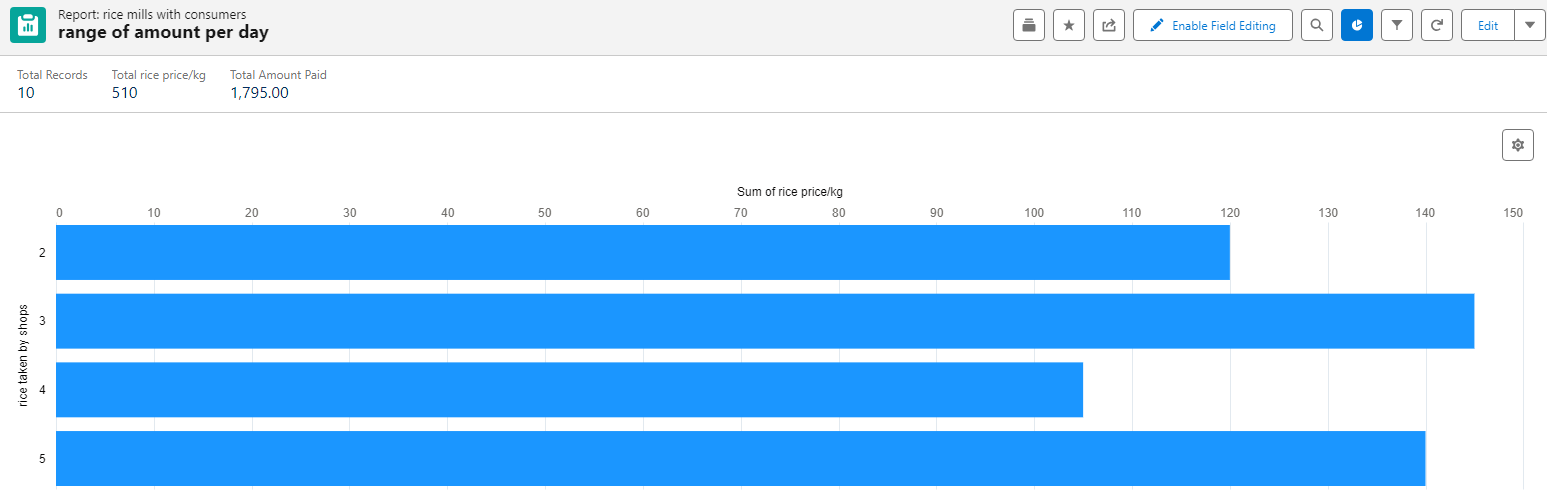 Report: rice mills with consumers
range of amount per day
Enable Field Editing
Edit
Total Records
10
Total rice price/kg
510
Total Amount Paid
1,795.00
Sum of rice price/kg
0 10 20 30 40 50 60 70 80 90 100 110 120 130 140 150
rice taken by shops
2
3
4
5